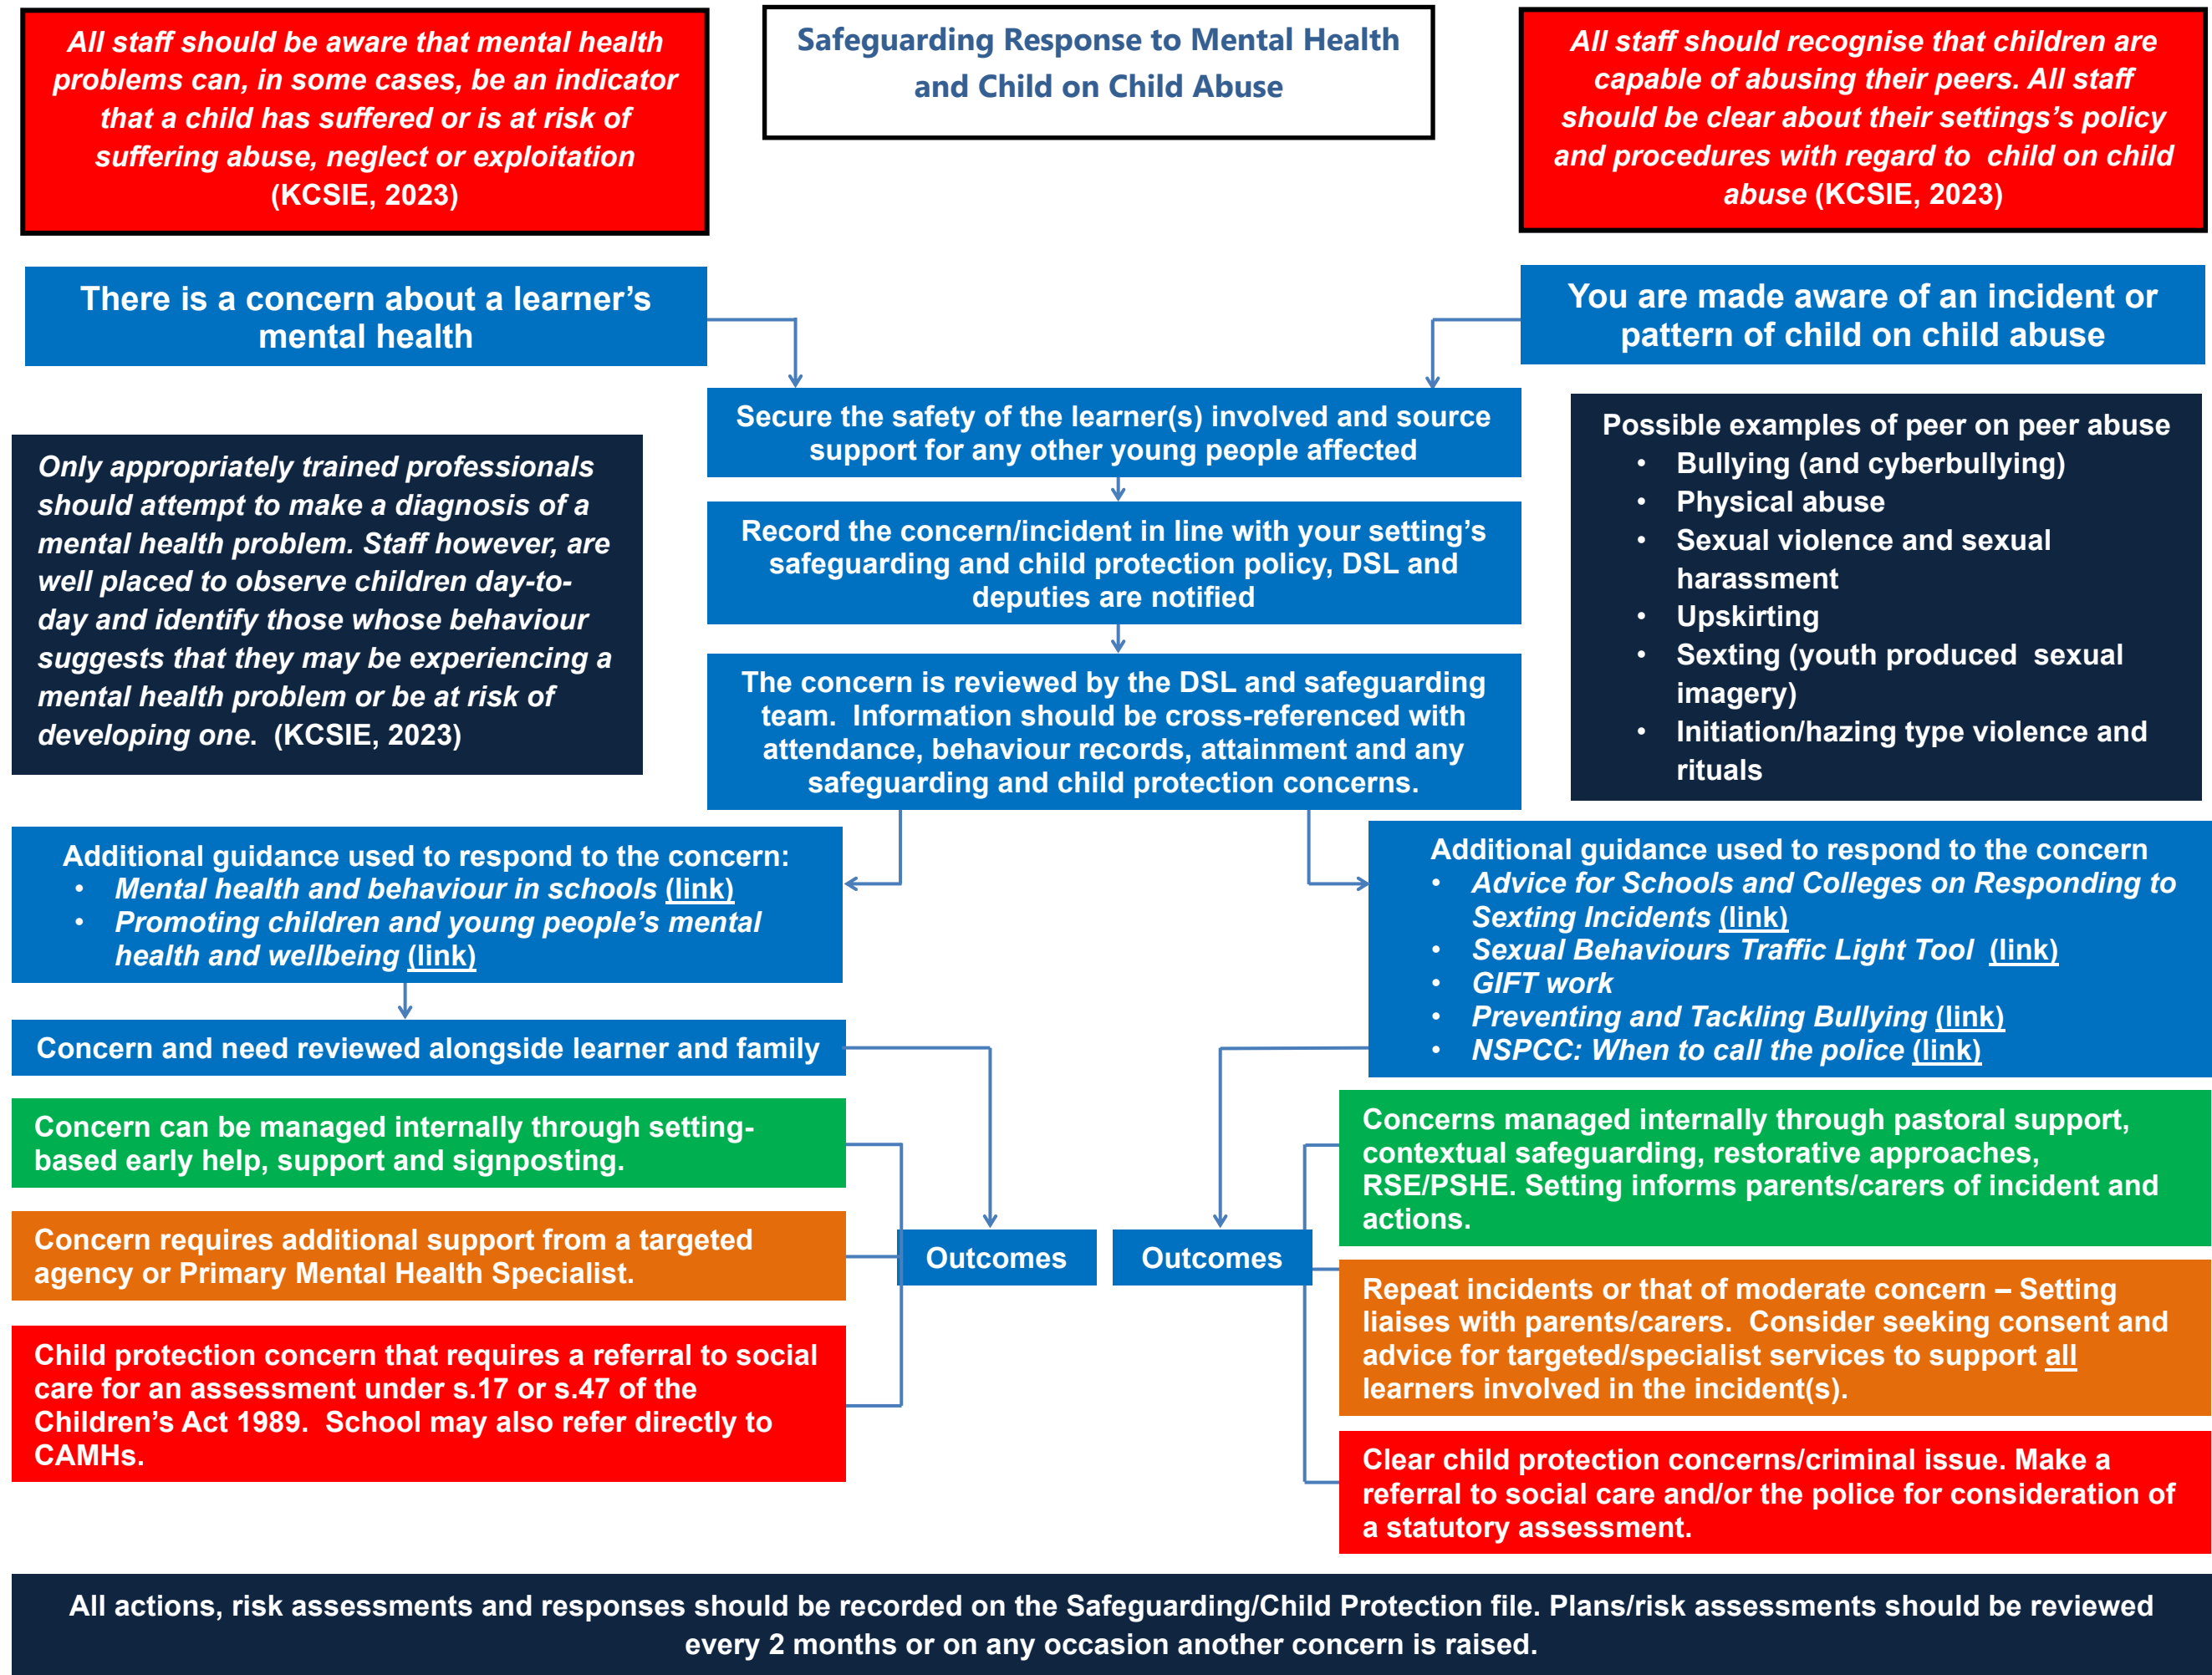 All staff should be aware that mental health
problems can, in some cases, be an indicator
that a child has suffered or is at risk of
suffering abuse, neglect or exploitation
(KCSIE, 2023)
Safeguarding Response to Mental Health
and Child on Child Abuse
All staff should recognise that children are
capable of abusing their peers. All staff
should be clear about their settings's policy
and procedures with regard to child on child
abuse (KCSIE, 2023)
There is a concern about a learner’s
mental health
You are made aware of an incident or
pattern of child on child abuse
Secure the safety of the learner(s) involved and source
support for any other young people affected
Only appropriately trained professionals
should attempt to make a diagnosis of a
mental health problem. Staff however, are
well placed to observe children day-to-
day and identify those whose behaviour
suggests that they may be experiencing a
mental health problem or be at risk of
developing one. (KCSIE, 2023)
Record the concern/incident in line with your setting’s
safeguarding and child protection policy, DSL and
deputies are notified
The concern is reviewed by the DSL and safeguarding
team. Information should be cross-referenced with
attendance, behaviour records, attainment and any
safeguarding and child protection concerns.
Possible examples of peer on peer abuse
• Bullying (and cyberbullying)
• Physical abuse
• Sexual violence and sexual
harassment
• Upskirting
• Sexting (youth produced sexual
imagery)
• Initiation/hazing type violence and
rituals
Additional guidance used to respond to the concern:
• Mental health and behaviour in schools (link)
• Promoting children and young people’s mental
health and wellbeing (link)
Concern and need reviewed alongside learner and family
Additional guidance used to respond to the concern
• Advice for Schools and Colleges on Responding to
Sexting Incidents (link)
• Sexual Behaviours Traffic Light Tool (link)
• GIFT work
• Preventing and Tackling Bullying (link)
• NSPCC: When to call the police (link)
Concern can be managed internally through setting-
based early help, support and signposting.
Concern requires additional support from a targeted
agency or Primary Mental Health Specialist.
Child protection concern that requires a referral to social
care for an assessment under s.17 or s.47 of the
Children’s Act 1989. School may also refer directly to
CAMHs.
Outcomes
Outcomes
Concerns managed internally through pastoral support,
contextual safeguarding, restorative approaches,
RSE/PSHE. Setting informs parents/carers of incident and
actions.
Repeat incidents or that of moderate concern – Setting
liaises with parents/carers. Consider seeking consent and
advice for targeted/specialist services to support all
learners involved in the incident(s).
Clear child protection concerns/criminal issue. Make a
referral to social care and/or the police for consideration of
a statutory assessment.
All actions, risk assessments and responses should be recorded on the Safeguarding/Child Protection file. Plans/risk assessments should be reviewed
every 2 months or on any occasion another concern is raised.